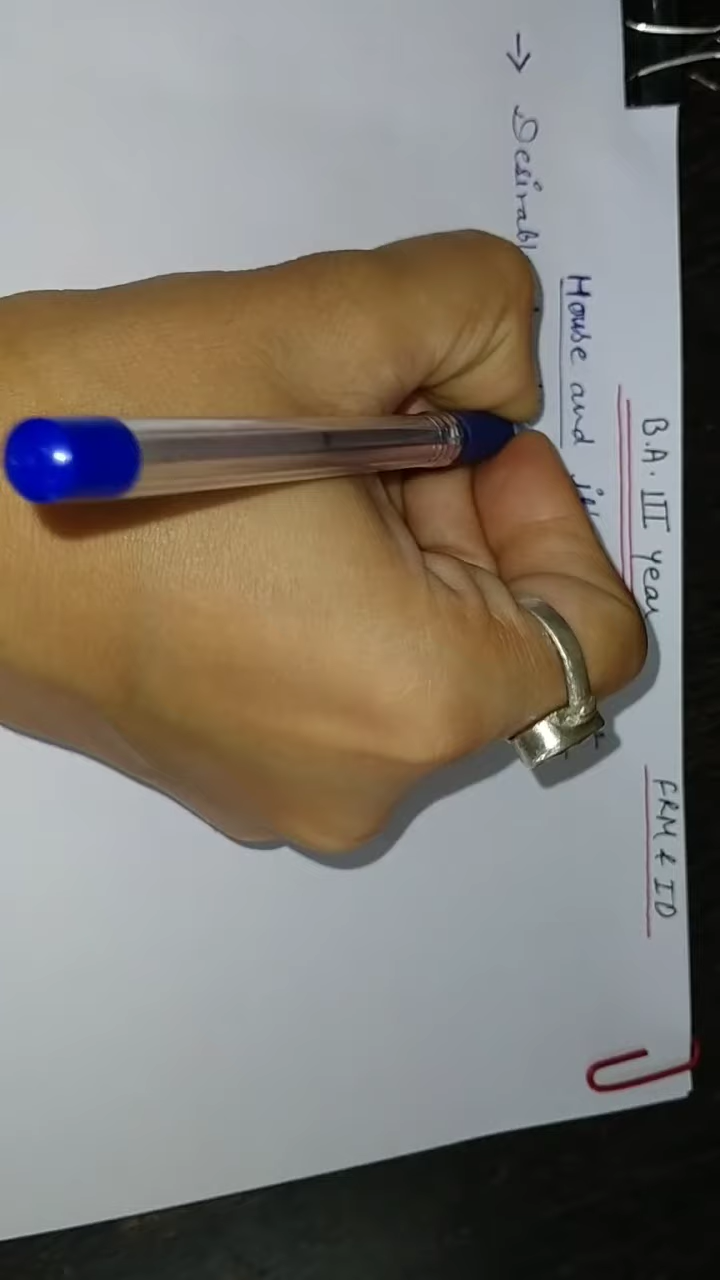 B.A. III year FRM & ID
House and
→ Desirabl